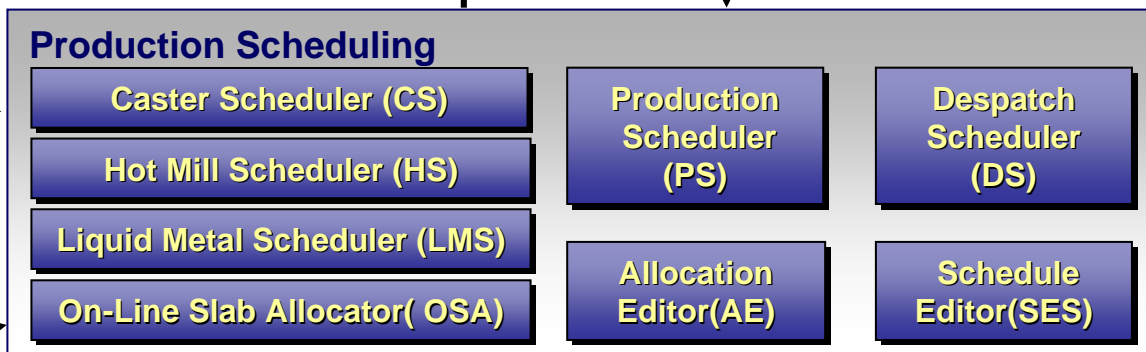 Production Scheduling
Caster Scheduler (CS)
Hot Mill Scheduler (HS)
Liquid Metal Scheduler (LMS)
On-Line Slab Allocator( OSA)
Production
Scheduler
(PS)
Allocation
Editor(AE)
Despatch
Scheduler
(DS)
Schedule
Editor(SES)